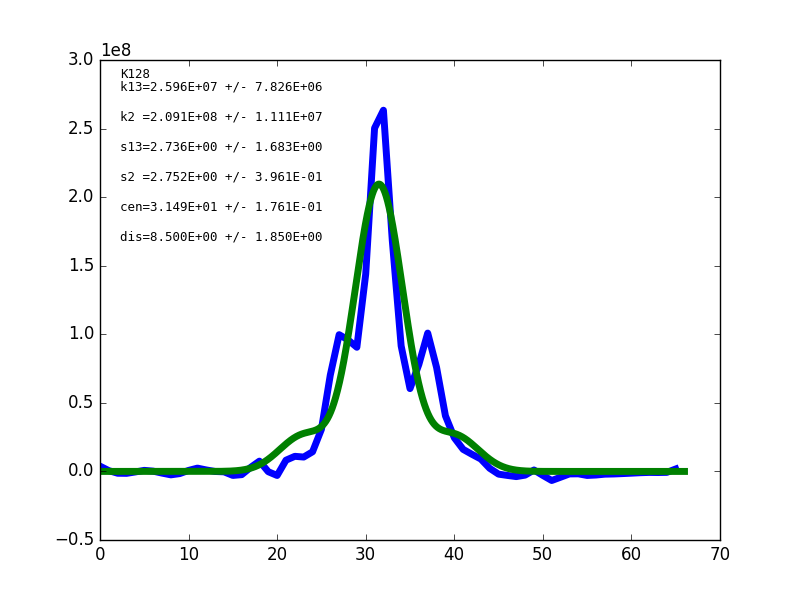 1e8
3.0
2.5
2.0
1.5
1.0
0.5
0.0
−0.5
K128
k13=2.596E+07 +/- 7.826E+06
k2 =2.091E+08 +/- 1.111E+07
s13=2.736E+00 +/- 1.683E+00
s2 =2.752E+00 +/- 3.961E-01
cen=3.149E+01 +/- 1.761E-01
dis=8.500E+00 +/- 1.850E+00
0 10 20 30 40 50 60 70